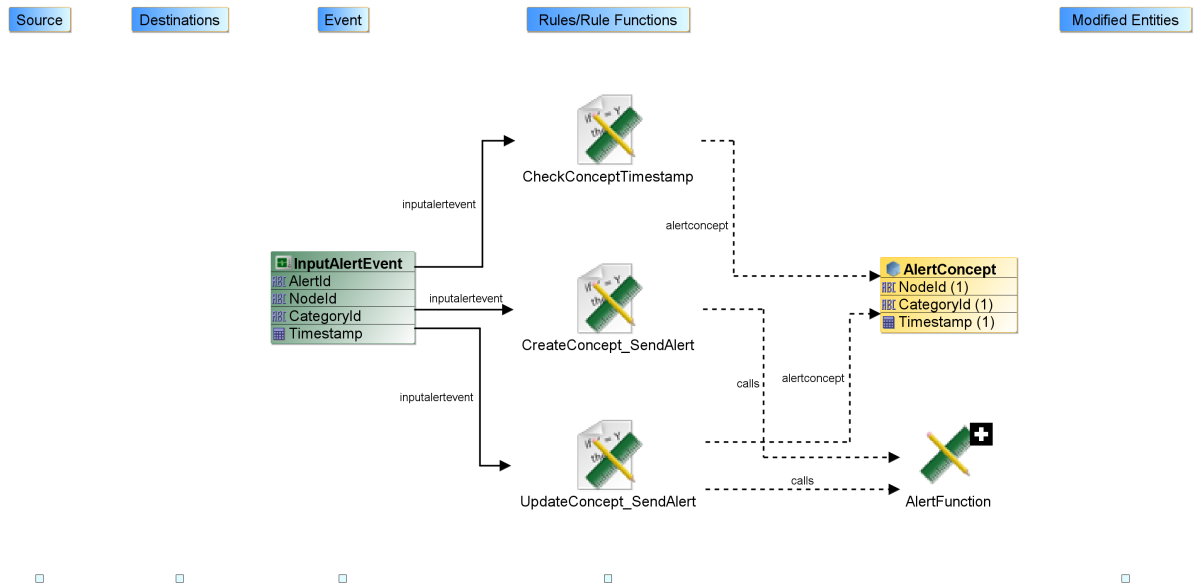 Source
Destinations
Event
Rules/Rule Functions
Modified Entities
CheckConceptTimestamp
inputalertevent
alertconcept
InputAlertEvent
AlertId
NodeId
CategoryId
Timestamp
inputalertevent
CreateConcept_SendAlert
AlertConcept
NodeId (1)
CategoryId (1)
Timestamp (1)
inputalertevent
calls
alertconcept
UpdateConcept_SendAlert
calls
AlertFunction